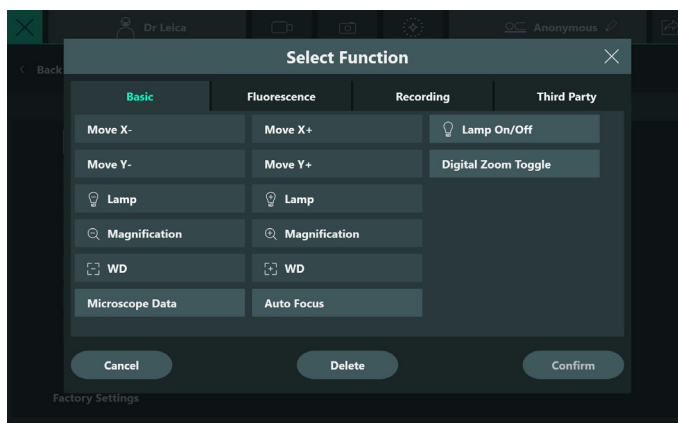 Dr Leica
Anonymous
Select Function
Back
Basic
Fluorescence
Recording
Third Party
Move X-
Move X+
Lamp On/Off
Move Y-
Move Y+
Digital Zoom Toggle
Lamp
Lamp
Magnification
Magnification
WD
WD
Microscope Data
Auto Focus
Cancel
Delete
Confirm
Factory Settings